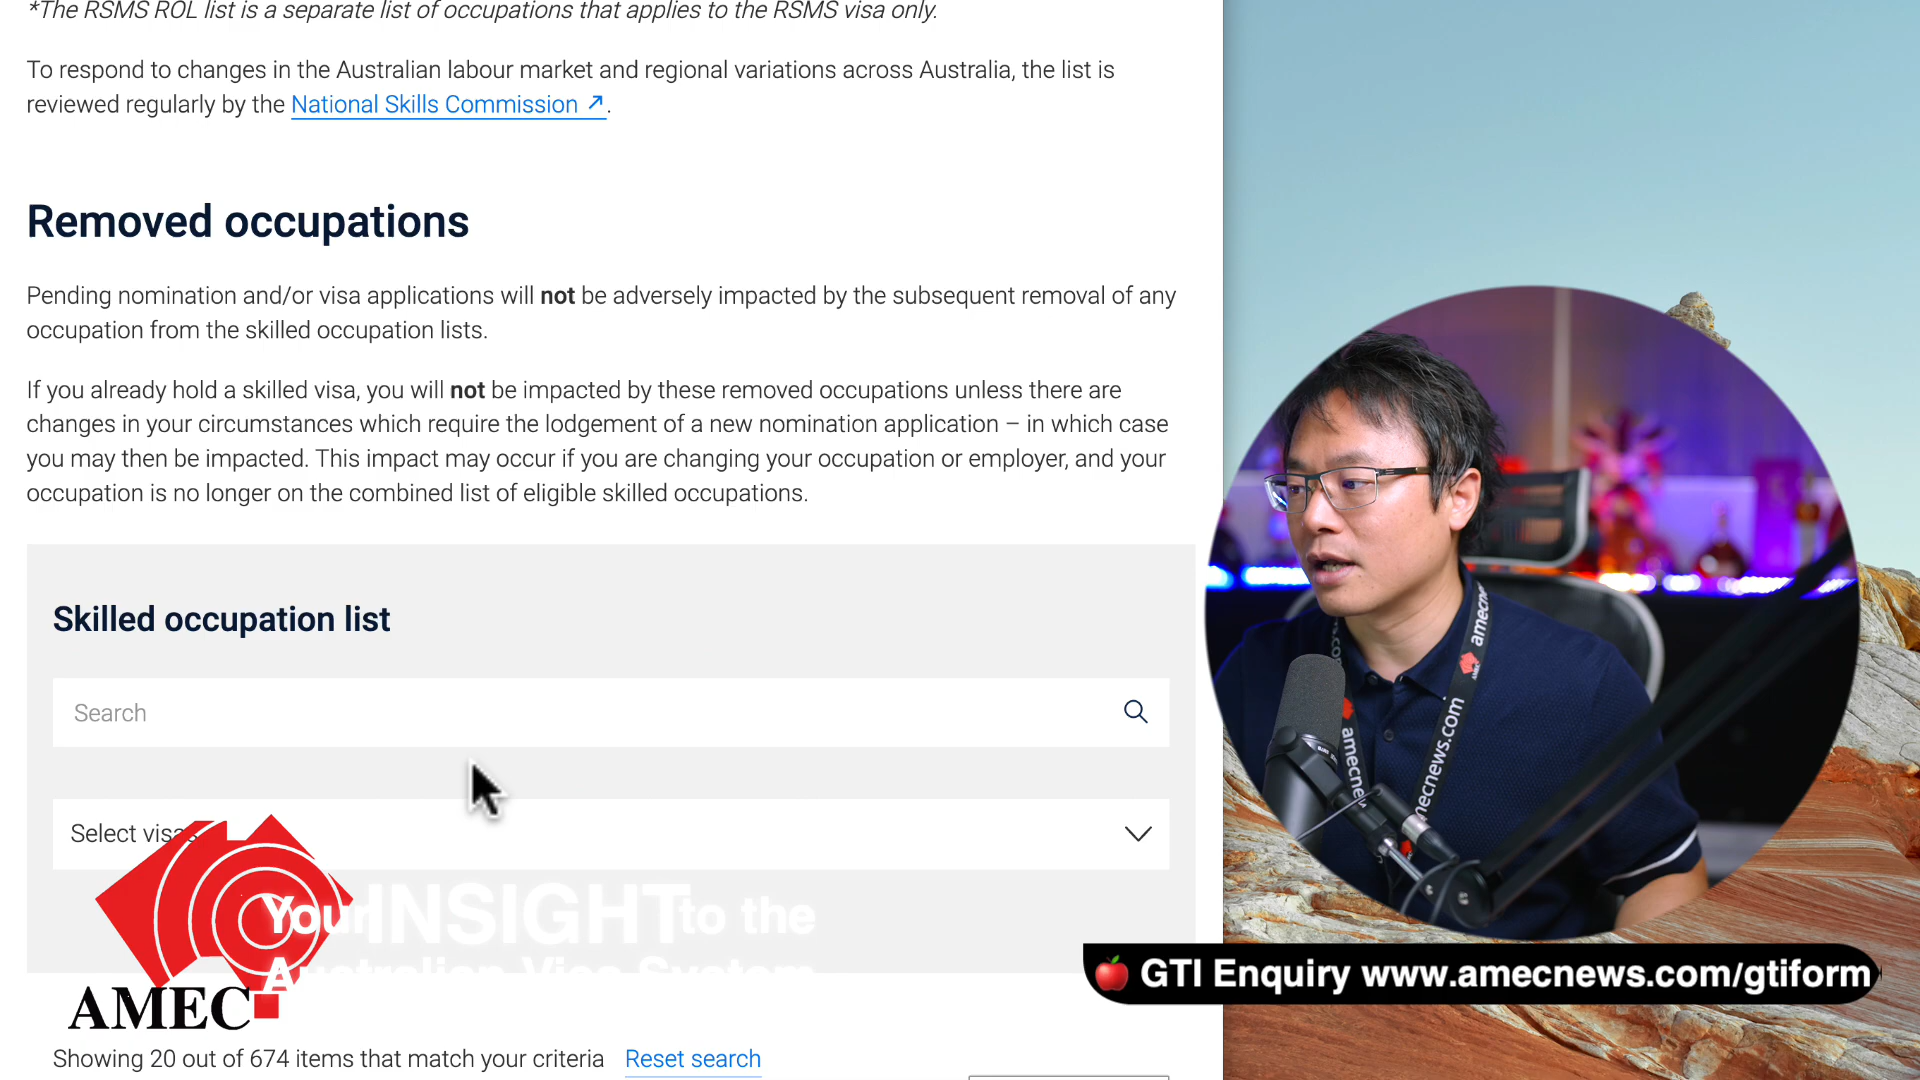 *The RSMS ROL list is a separate list of occupations that applies to the RSMS visa only.
To respond to changes in the Australian labour market and regional variations across Australia, the list is
reviewed regularly by the National Skills Commission ↗.
Removed occupations
Pending nomination and/or visa applications will not be adversely impacted by the subsequent removal of any
occupation from the skilled occupation lists.
If you already hold a skilled visa, you will not be impacted by these removed occupations unless there are
changes in your circumstances which require the lodgement of a new nomination application – in which case
you may then be impacted. This impact may occur if you are changing your occupation or employer, and your
occupation is no longer on the combined list of eligible skilled occupations.
Skilled occupation list
Search
Select visas
Your INSIGHT to the
Australian Visa System
AMEC
Showing 20 out of 674 items that match your criteria Reset search
amecn
amecnews
amecnews.com
🍎 GTI Enquiry www.amecnews.com/gtiform